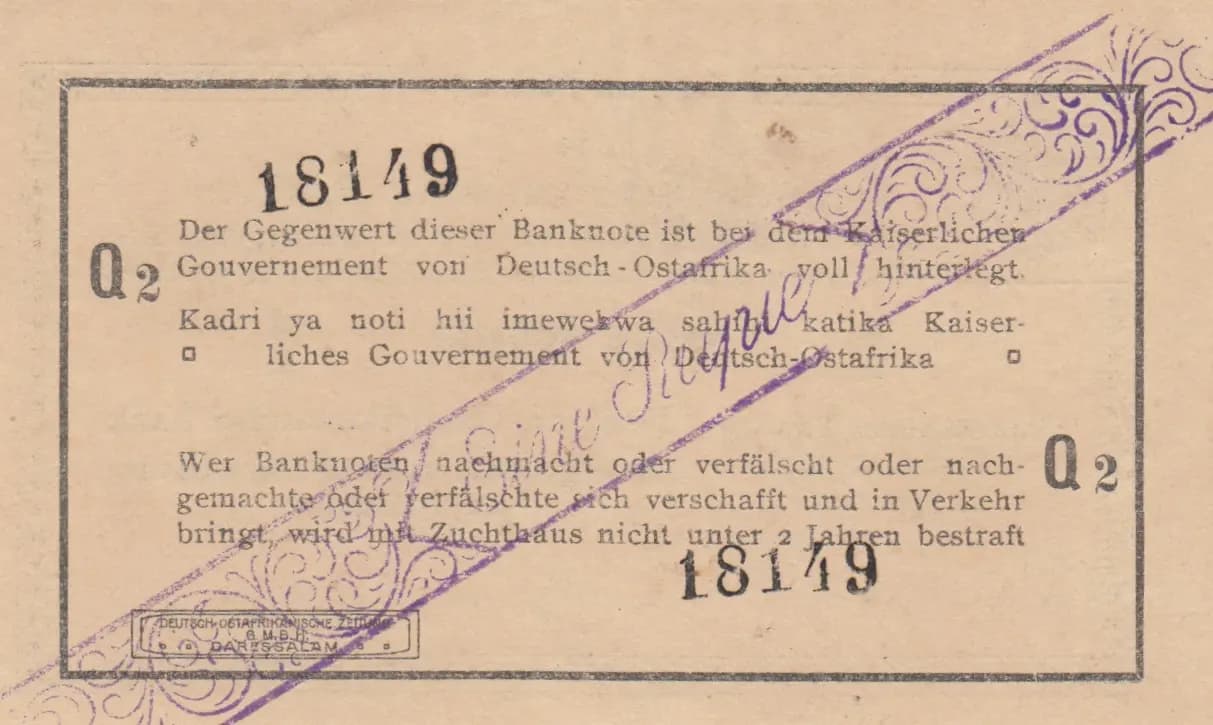 18149
Der Gegenwert dieser Banknote ist bei dem Kaiserlichen
Q2 Gouvernement von Deutsch-Ostafrika voll hinterlegt.
Kadri ya noti hii imewekwa sahihi katika Kaiser-
liches Gouvernement von Deutsch-Ostafrika
Eine Rupie
Wer Banknoten nachmacht oder verfälscht oder nach-
gemachte oder verfälschte sich verschafft und in Verkehr
bringt, wird mit Zuchthaus nicht unter 2 Jahren bestraft
Q2
18149
DEUTSCH-OSTAFRIKANISCHE ZEITUNG
G.M.B.H.
DARESSALAM